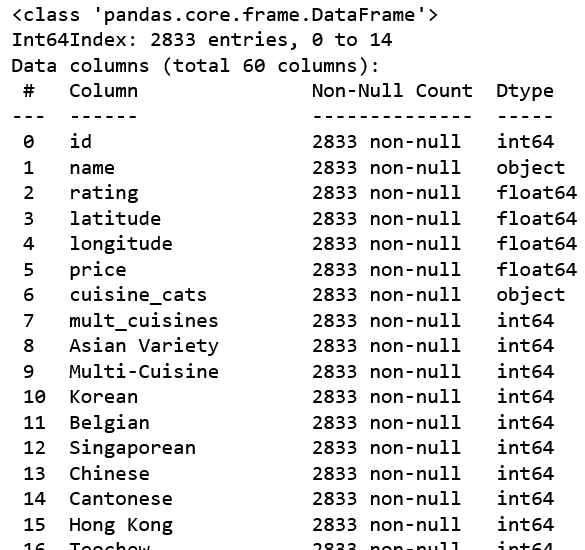 <class 'pandas.core.frame.DataFrame'>
Int64Index: 2833 entries, 0 to 14
Data columns (total 60 columns):
 #   Column              Non-Null Count  Dtype
---  ------              --------------  -----
 0   id                  2833 non-null   int64
 1   name                2833 non-null   object
 2   rating              2833 non-null   float64
 3   latitude            2833 non-null   float64
 4   longitude           2833 non-null   float64
 5   price               2833 non-null   float64
 6   cuisine_cats        2833 non-null   object
 7   mult_cuisines       2833 non-null   int64
 8   Asian Variety       2833 non-null   int64
 9   Multi-Cuisine       2833 non-null   int64
 10  Korean              2833 non-null   int64
 11  Belgian             2833 non-null   int64
 12  Singaporean         2833 non-null   int64
 13  Chinese             2833 non-null   int64
 14  Cantonese           2833 non-null   int64
 15  Hong Kong           2833 non-null   int64
 16  Teochew             2833 non-null   int64